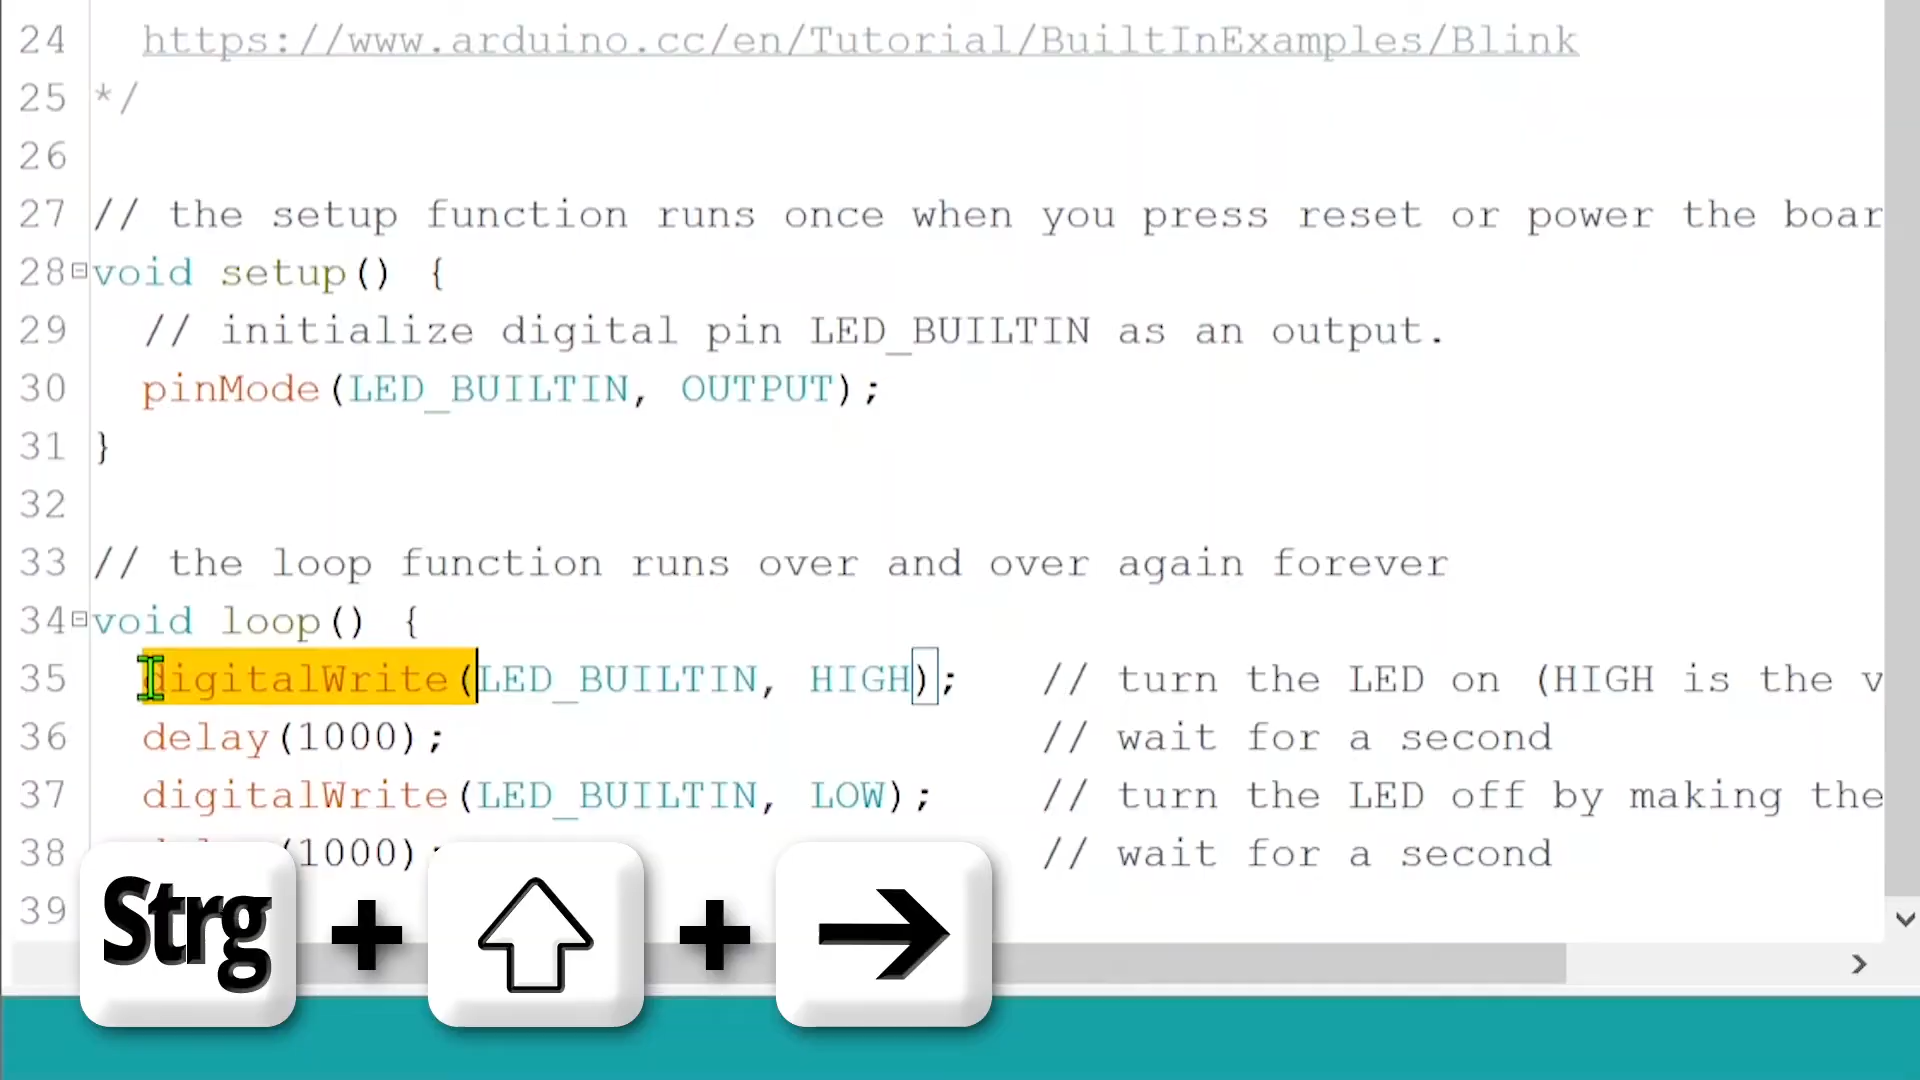 24 https://www.arduino.cc/en/Tutorial/BuiltInExamples/Blink
25 */
26
27 // the setup function runs once when you press reset or power the boar
28 void setup() {
29 // initialize digital pin LED_BUILTIN as an output.
30 pinMode(LED_BUILTIN, OUTPUT);
31 }
32
33 // the loop function runs over and over again forever
34 void loop() {
35 digitalWrite(LED_BUILTIN, HIGH); // turn the LED on (HIGH is the v
36 delay(1000); // wait for a second
37 digitalWrite(LED_BUILTIN, LOW); // turn the LED off by making the
38 (1000); // wait for a second
39
Strg + +